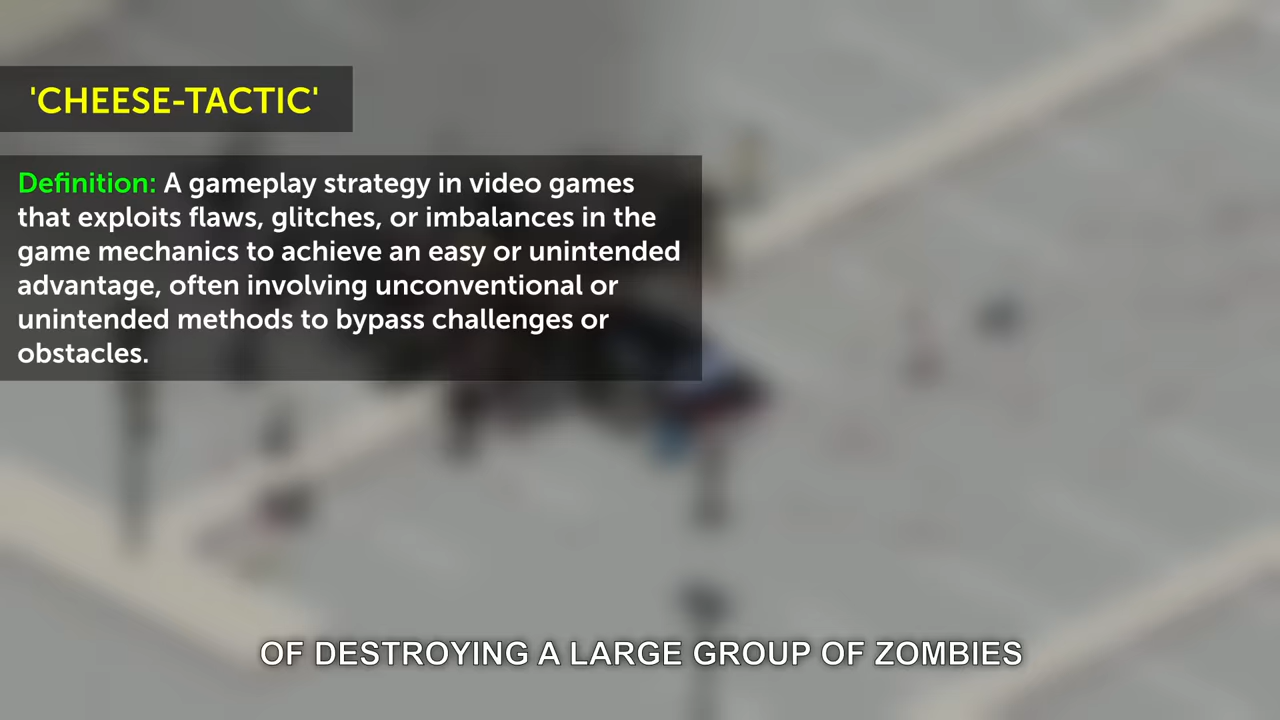 'CHEESE-TACTIC'
Definition: A gameplay strategy in video games
that exploits flaws, glitches, or imbalances in the
game mechanics to achieve an easy or unintended
advantage, often involving unconventional or
unintended methods to bypass challenges or
obstacles.
OF DESTROYING A LARGE GROUP OF ZOMBIES